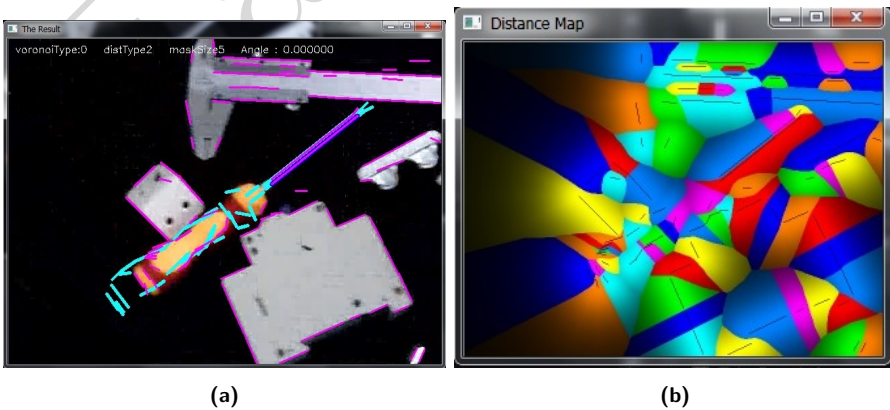 The Result
voronoiType:0 distType2 maskSize5 Angle : 0.000000
Distance Map
(a)
(b)